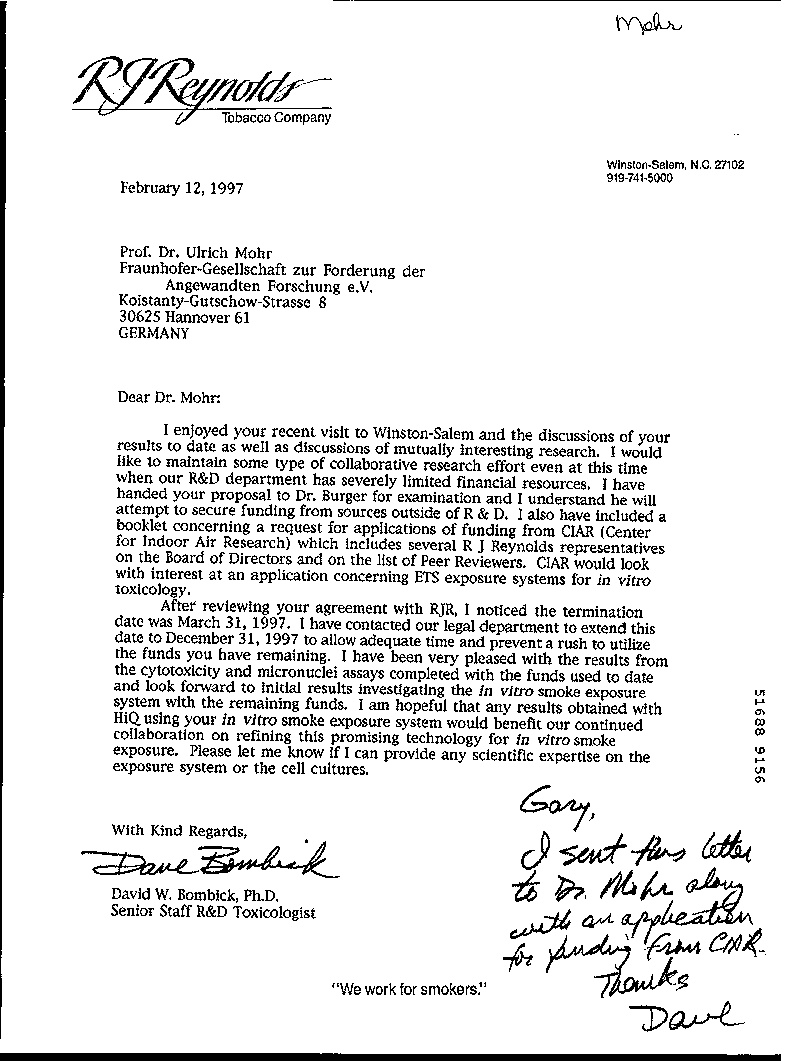 Mohr
RJReynolds
Tobacco Company
Winston-Salem, N.C. 27102
919-741-5000
February 12, 1997
Prof. Dr. Ulrich Mohr
Fraunhofer-Gesellschaft zur Forderung der
Angewandten Forschung e.V.
Koistanty-Gutschow-Strasse 8
30625 Hannover 61
GERMANY
Dear Dr. Mohr:
I enjoyed your recent visit to Winston-Salem and the discussions of your
results to date as well as discussions of mutually interesting research. I would
like to maintain some type of collaborative research effort even at this time
when our R&D department has severely limited financial resources. I have
handed your proposal to Dr. Burger for examination and I understand he will
attempt to secure funding from sources outside of R & D. I also have included a
booklet concerning a request for applications of funding from CIAR (Center
for Indoor Air Research) which includes several R J Reynolds representatives
on the Board of Directors and on the list of Peer Reviewers. CIAR would look
with interest at an application concerning ETS exposure systems for in vitro
toxicology.
After reviewing your agreement with RJR, I noticed the termination
date was March 31, 1997. I have contacted our legal department to extend this
date to December 31, 1997 to allow adequate time and prevent a rush to utilize
the funds you have remaining. I have been very pleased with the results from
the cytotoxicity and micronuclei assays completed with the funds used to date
and look forward to initial results investigating the in vitro smoke exposure
system with the remaining funds. I am hopeful that any results obtained with
HiQ using your in vitro smoke exposure system would benefit our continued
collaboration on refining this promising technology for in vitro smoke
exposure. Please let me know if I can provide any scientific expertise on the
exposure system or the cell cultures.
With Kind Regards,
Dave Bombick
David W. Bombick, Ph.D.
Senior Staff R&D Toxicologist
Gary,
I sent this letter
to Dr. Mohr along
with an application
for funding from CIAR.
Thanks
Dave
"We work for smokers."
51688 9156